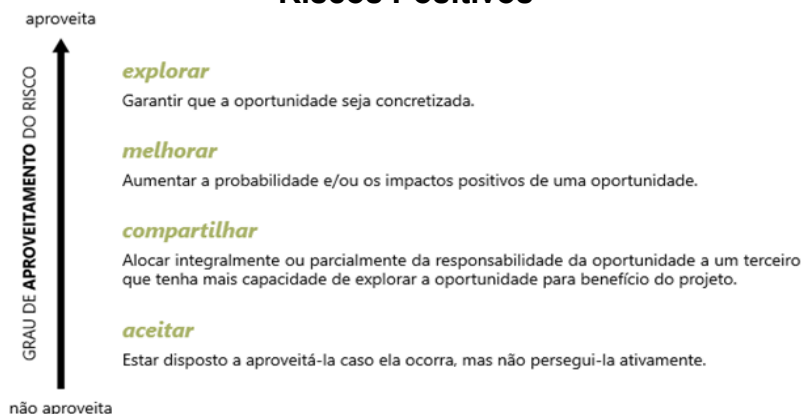 Riscos Positivos
aproveita
GRAU DE APROVEITAMENTO DO RISCO
explorar
Garantir que a oportunidade seja concretizada.
melhorar
Aumentar a probabilidade e/ou os impactos positivos de uma oportunidade.
compartilhar
Alocar integralmente ou parcialmente da responsabilidade da oportunidade a um terceiro
que tenha mais capacidade de explorar a oportunidade para benefício do projeto.
aceitar
Estar disposto a aproveitá-la caso ela ocorra, mas não persegui-la ativamente.
não aproveita